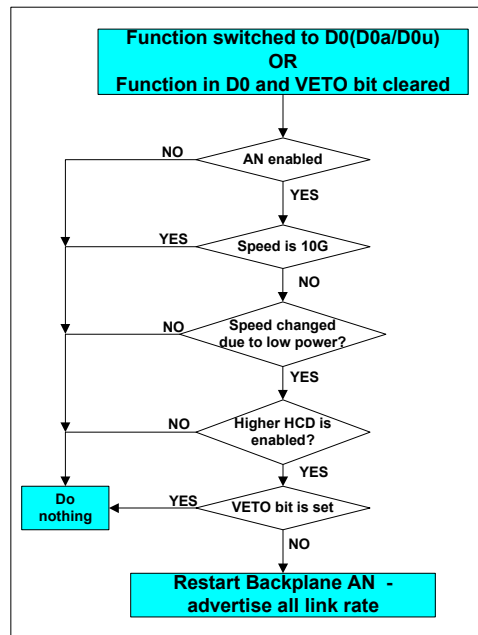 Function switched to D0(D0a/D0u)
OR
Function in D0 and VETO bit cleared
NO
AN enabled
YES
YES
Speed is 10G
NO
NO
Speed changed
due to low power?
YES
NO
Higher HCD is
enabled?
YES
Do
nothing
YES
VETO bit is set
NO
Restart Backplane AN -
advertise all link rate